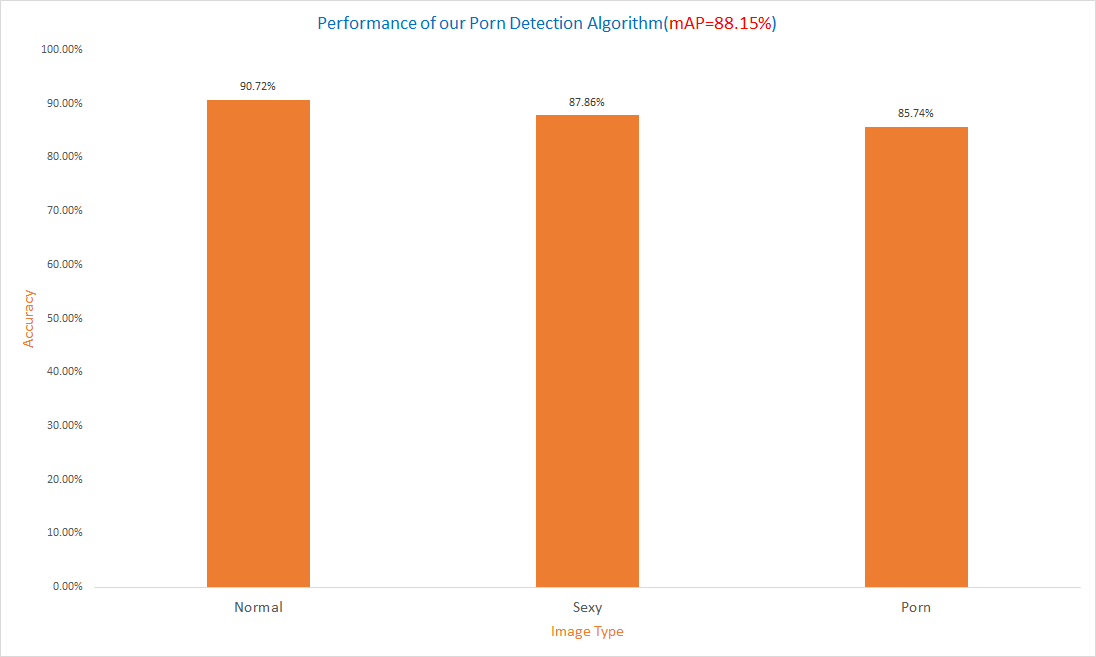 Performance of our Porn Detection Algorithm(mAP=88.15%)
100.00%
90.00%
80.00%
70.00%
60.00%
50.00%
40.00%
30.00%
20.00%
10.00%
0.00%
Accuracy
90.72%
87.86%
85.74%
Normal
Sexy
Porn
Image Type